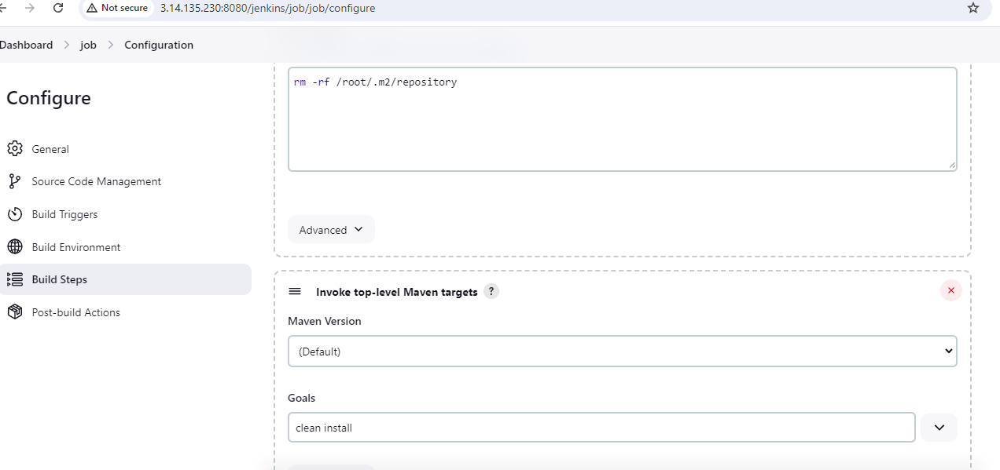 Not secure 3.14.135.230:8080/jenkins/job/job/configure
Dashboard > job > Configuration
Configure
General
Source Code Management
Build Triggers
Build Environment
Build Steps
Post-build Actions
rm -rf /root/.m2/repository
Advanced
Invoke top-level Maven targets ?
Maven Version
(Default)
Goals
clean install